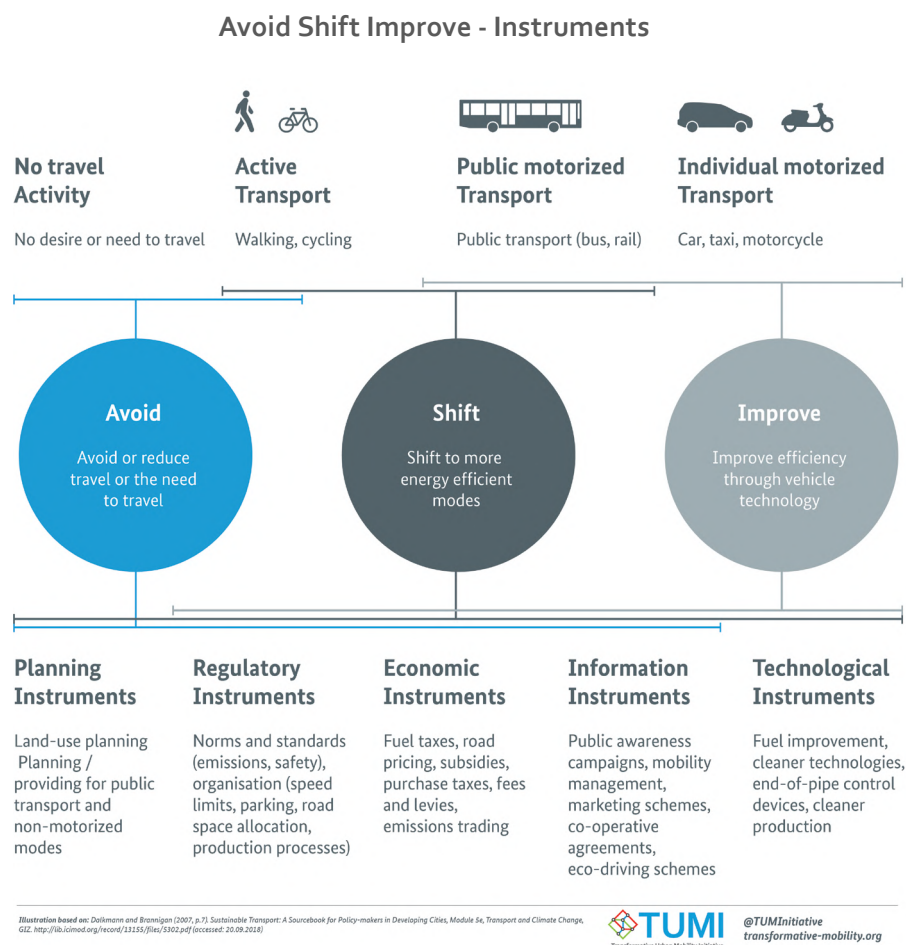 Avoid Shift Improve - Instruments
No travel
Activity
No desire or need to travel
Active
Transport
Walking, cycling
Public motorized
Transport
Public transport (bus, rail)
Individual motorized
Transport
Car, taxi, motorcycle
Avoid
Avoid or reduce
travel or the need
to travel
Shift
Shift to more
energy efficient
modes
Improve
Improve efficiency
through vehicle
technology
Planning
Instruments
Land-use planning
Planning /
providing for public
transport and
non-motorized
modes
Regulatory
Instruments
Norms and standards
(emissions, safety),
organisation (speed
limits, parking, road
space allocation,
production processes)
Economic
Instruments
Fuel taxes, road
pricing, subsidies,
purchase taxes, fees
and levies,
emissions trading
Information
Instruments
Public awareness
campaigns, mobility
management,
marketing schemes,
co-operative
agreements,
eco-driving schemes
Technological
Instruments
Fuel improvement,
cleaner technologies,
end-of-pipe control
devices, cleaner
production
Illustration based on: Dalkmann and Brannigan (2007, p.7). Sustainable Transport: A Sourcebook for Policy-makers in Developing Cities, Module 5e, Transport and Climate Change,
GIZ. http://lib.icimod.org/record/13155/files/5302.pdf (accessed: 20.09.2018)
TUMI
@TUMInitiative
transformative-mobility.org